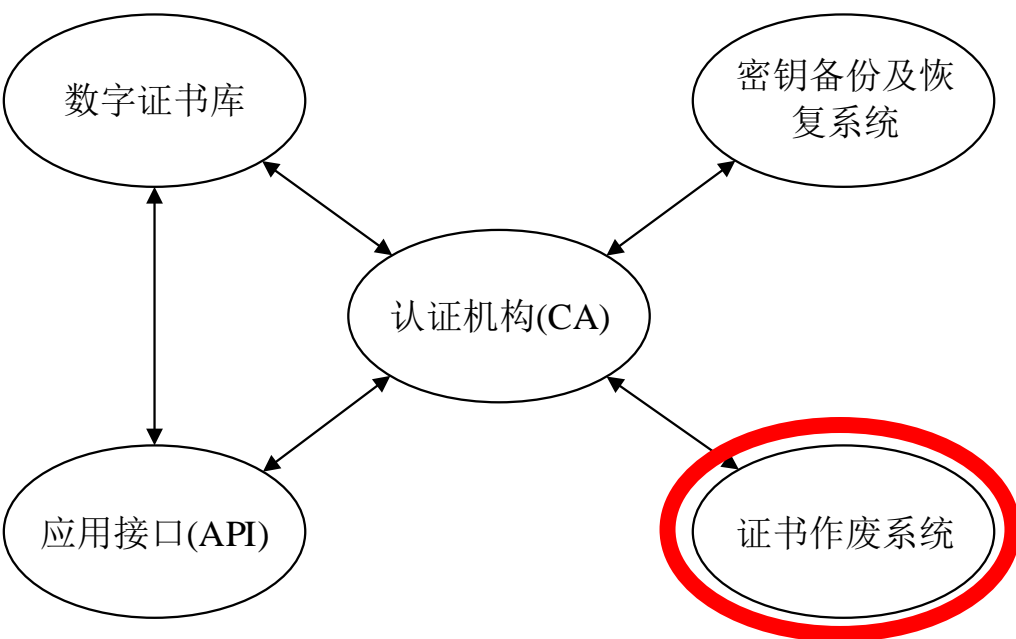 数字证书库
密钥备份及恢
复系统
认证机构(CA)
应用接口(API)
证书作废系统